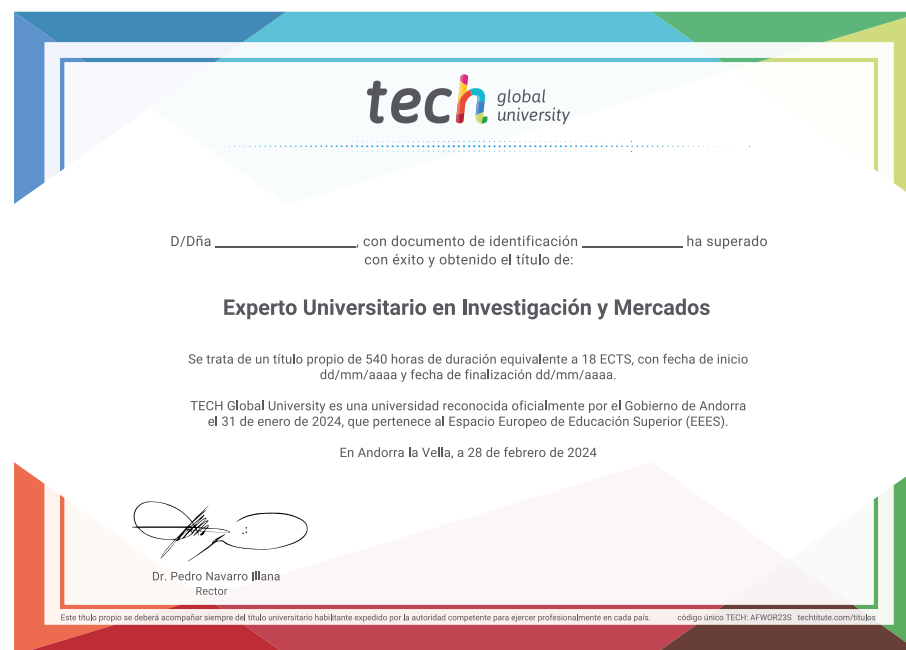 tech global university
D/Dña ____________________, con documento de identificación ______________ ha superado
con éxito y obtenido el título de:
Experto Universitario en Investigación y Mercados
Se trata de un título propio de 540 horas de duración equivalente a 18 ECTS, con fecha de inicio
dd/mm/aaaa y fecha de finalización dd/mm/aaaa.
TECH Global University es una universidad reconocida oficialmente por el Gobierno de Andorra
el 31 de enero de 2024, que pertenece al Espacio Europeo de Educación Superior (EEES).
En Andorra la Vella, a 28 de febrero de 2024
Dr. Pedro Navarro Illana
Rector
Este título propio se deberá acompañar siempre del título universitario habilitante expedido por la autoridad competente para ejercer profesionalmente en cada país. código único TECH: AFWOR23S techtitute.com/titulos